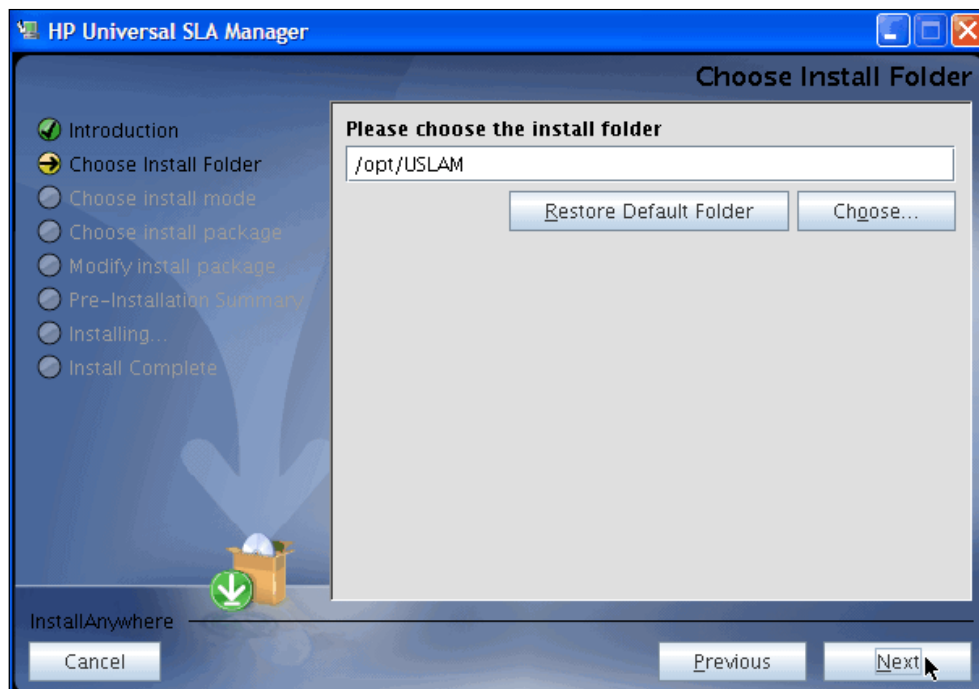 HP Universal SLA Manager
Choose Install Folder
Introduction
Choose Install Folder
Choose install mode
Choose install package
Modify install package
Pre-Installation Summary
Installing...
Install Complete
Please choose the install folder
/opt/USLAM
Restore Default Folder
Choose...
InstallAnywhere
Cancel
Previous
Next